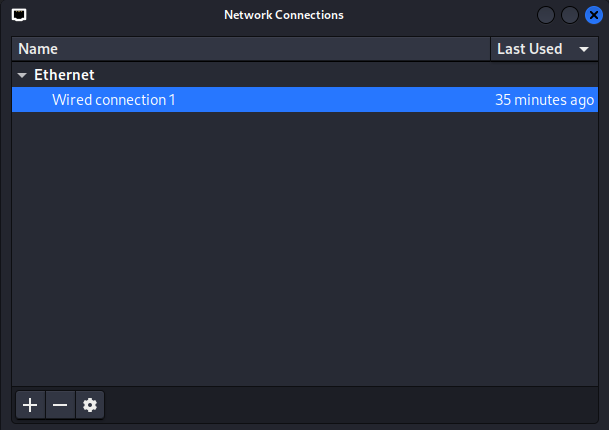 Network Connections
Name Last Used
Ethernet
Wired connection 1 35 minutes ago